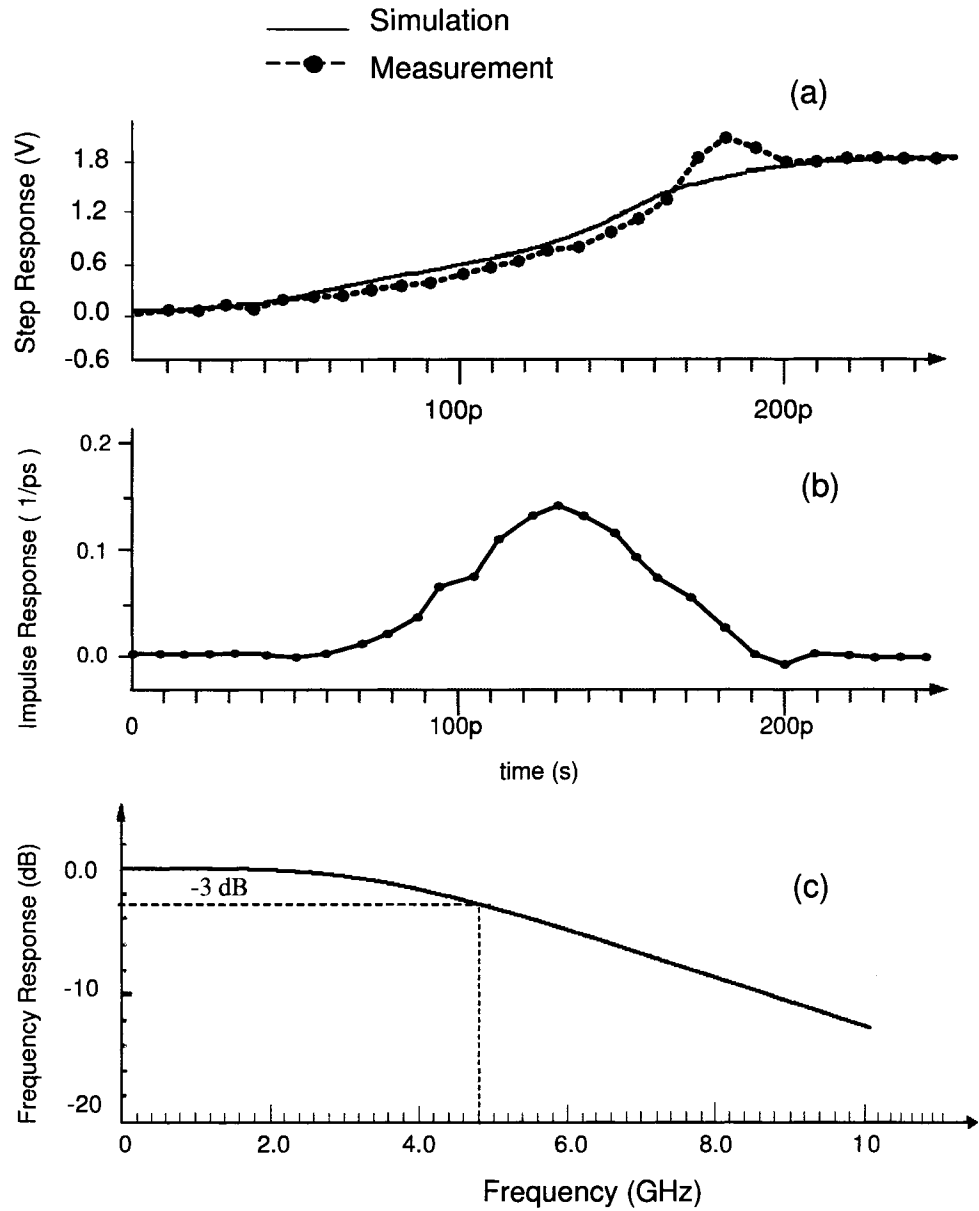 Simulation
Measurement
(a)
Step Response (V)
1.8
1.2
0.6
0.0
-0.6
100p
200p
(b)
Impulse Response ( 1/ps )
0.2
0.1
0.0
0
100p
200p
time (s)
(c)
Frequency Response (dB)
0.0
-3 dB
-10
-20
0
2.0
4.0
6.0
8.0
10
Frequency (GHz)